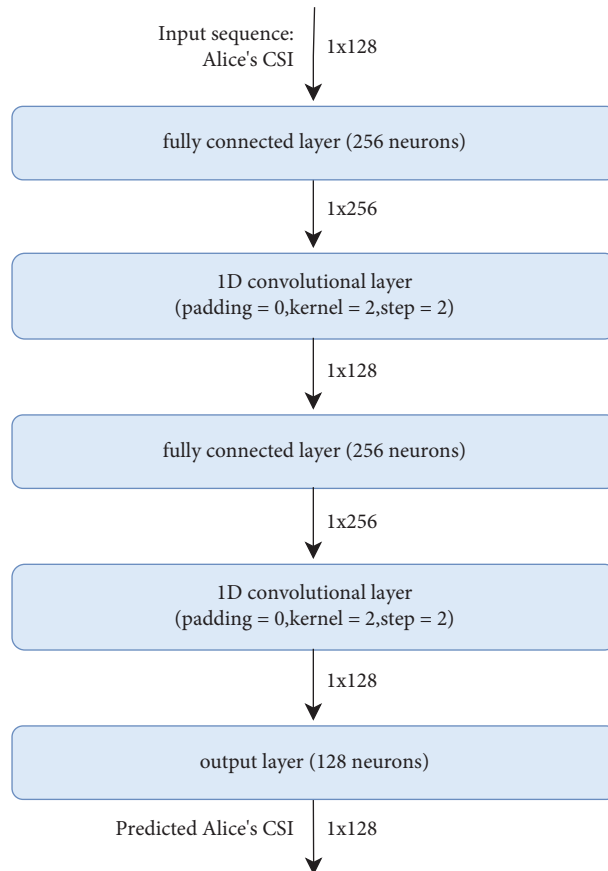 Input sequence:
Alice's CSI
1x128
fully connected layer (256 neurons)
1x256
1D convolutional layer
(padding = 0,kernel = 2,step = 2)
1x128
fully connected layer (256 neurons)
1x256
1D convolutional layer
(padding = 0,kernel = 2,step = 2)
1x128
output layer (128 neurons)
Predicted Alice's CSI
1x128